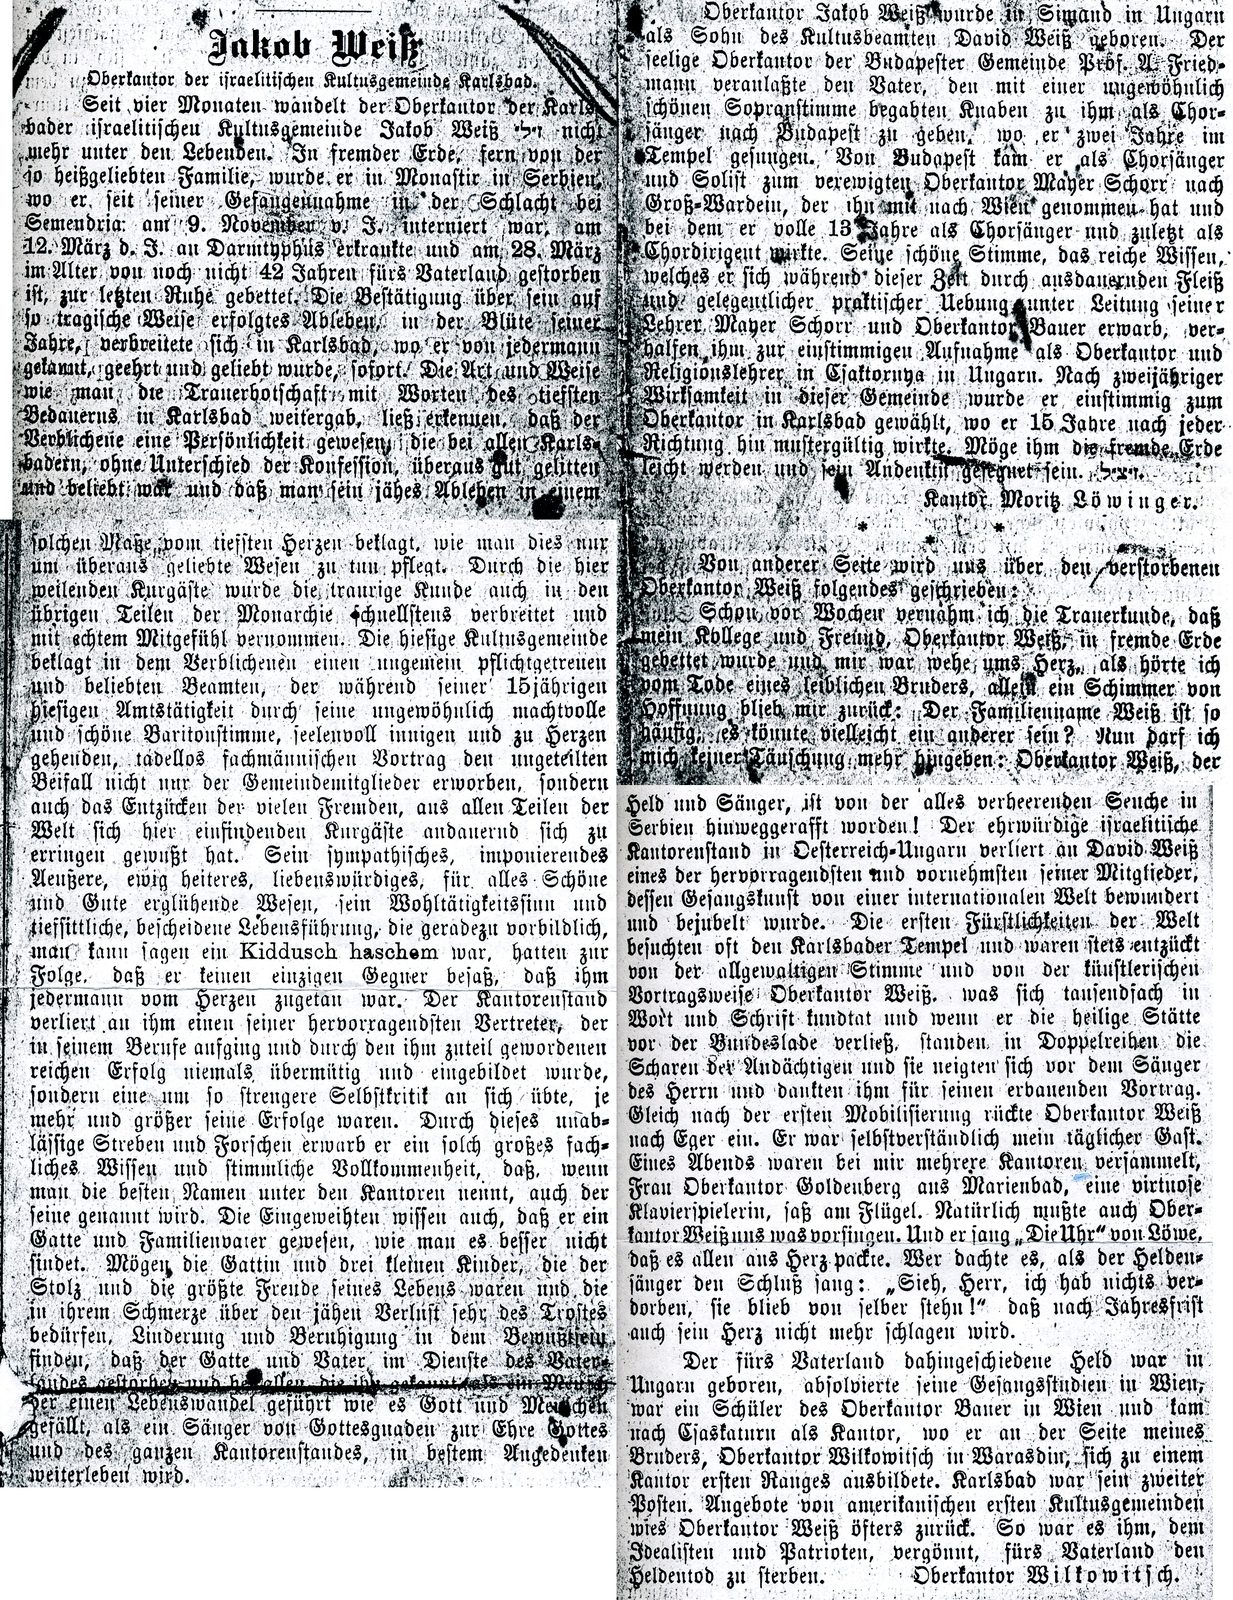 Jakob Weiß
Oberkantor der israelitischen Kultusgemeinde Karlsbad.
Seit vier Monaten wandelt der Oberkantor der Karls-
bader israelitischen Kultusgemeinde Jakob Weiß זצ״ל nicht
mehr unter den Lebenden. In fremder Erde, fern von der
so heißgeliebten Familie, wurde er in Monastir in Serbien,
wo er seit seiner Gefangennahme in der Schlacht bei
Semendria am 9. November v. J. interniert war, am
12. März d. J. an Darmtyphus erkrankte und am 28. März
im Alter von noch nicht 42 Jahren fürs Vaterland gestorben
ist, zur letzten Ruhe gebettet. Die Bestätigung über sein auf
so tragische Weise erfolgtes Ableben, in der Blüte seiner
Jahre, verbreitete sich in Karlsbad, wo er von jedermann
gekannt, geehrt und geliebt wurde, sofort. Die Art und Weise
wie man die Trauerbotschaft mit Worten des tiefsten
Bedauerns in Karlsbad weitergab, ließ erkennen, daß der
Verblichene eine Persönlichkeit gewesen, die bei allen Karls-
badern, ohne Unterschied der Konfession, überaus gut gelitten
und beliebt war und daß man sein jähes Ableben in einem
solchen Maße vom tiefsten Herzen beklagt, wie man dies nur
um überaus geliebte Wesen zu tun pflegt. Durch die hier
weilenden Kurgäste wurde die traurige Kunde auch in den
übrigen Teilen der Monarchie schnellstens verbreitet und
mit echtem Mitgefühl vernommen. Die hiesige Kultusgemeinde
beklagt in dem Verblichenen einen ungemein pflichtgetreuen
und beliebten Beamten, der während seiner 15jährigen
hiesigen Amtstätigkeit durch seine ungewöhnlich machtvolle
und schöne Baritonstimme, seelenvoll innigen und zu Herzen
gehenden, tadellos fachmännischen Vortrag den ungeteilten
Beifall nicht nur der Gemeindemitglieder erworben, sondern
auch das Entzücken der vielen Fremden, aus allen Teilen der
Welt sich hier einfindenden Kurgäste andauernd sich zu
erringen gewußt hat. Sein sympathisches, imponierendes
Aeußere, ewig heiteres, liebenswürdiges, für alles Schöne
und Gute erglühende Wesen, sein Wohltätigkeitssinn und
tiefsittliche, bescheidene Lebensführung, die geradezu vorbildlich,
man kann sagen ein Kiddusch haschem war, hatten zur
Folge, daß er keinen einzigen Gegner besaß, daß ihm
jedermann vom Herzen zugetan war. Der Kantorenstand
verliert an ihm einen seiner hervorragendsten Vertreter, der
in seinem Berufe aufging und durch den ihm zuteil gewordenen
reichen Erfolg niemals übermütig und eingebildet wurde,
sondern eine um so strengere Selbstkritik an sich übte, je
mehr und größer seine Erfolge waren. Durch dieses unab-
lässige Streben und Forschen erwarb er ein solch großes fach-
liches Wissen und stimmliche Vollkommenheit, daß, wenn
man die besten Namen unter den Kantoren nennt, auch der
seine genannt wird. Die Eingeweihten wissen auch, daß er ein
Gatte und Familienvater gewesen, wie man es besser nicht
findet. Mögen die Gattin und drei kleinen Kinder, die der
Stolz und die größte Freude seines Lebens waren und die
in ihrem Schmerze über den jähen Verlust sehr des Trostes
bedürfen, Linderung und Beruhigung in dem Bewußtsein
finden, daß der Gatte und Vater im Dienste des Vater-
landes gestorben und bei allen, die ihn gekannt, als ein Mensch
der einen Lebenswandel geführt wie es Gott und Menschen
gefällt, als ein Sänger von Gottesgnaden zur Ehre Gottes
und des ganzen Kantorenstandes, in bestem Angedenken
weiterleben wird.
Oberkantor Jakob Weiß wurde in Simand in Ungarn
als Sohn des Kultusbeamten David Weiß geboren. Der
seelige Oberkantor der Budapester Gemeinde Prof. A. Fried-
mann veranlaßte den Vater, den mit einer ungewöhnlich
schönen Sopranstimme begabten Knaben zu ihm als Chor-
sänger nach Budapest zu geben, wo er zwei Jahre im
Tempel gesungen. Von Budapest kam er als Chorsänger
und Solist zum verewigten Oberkantor Mayer Schorr nach
Groß-Wardein, der ihn mit nach Wien genommen hat und
bei dem er volle 13 Jahre als Chorsänger und zuletzt als
Chordirigent wirkte. Seine schöne Stimme, das reiche Wissen,
welches er sich während dieser Zeit durch ausdauernden Fleiß
und gelegentlicher praktischer Uebung unter Leitung seiner
Lehrer Mayer Schorr und Oberkantor Bauer erwarb, ver-
halfen ihm zur einstimmigen Aufnahme als Oberkantor und
Religionslehrer in Csaktornya in Ungarn. Nach zweijähriger
Wirksamkeit in dieser Gemeinde wurde er einstimmig zum
Oberkantor in Karlsbad gewählt, wo er 15 Jahre nach jeder
Richtung hin mustergültig wirkte. Möge ihm die fremde Erde
leicht werden und sein Andenken gesegnet sein.
Kantor Moritz Löwinger.
* * *
Von anderer Seite wird uns über den verstorbenen
Oberkantor Weiß folgendes geschrieben:
Schon vor Wochen vernahm ich die Trauerkunde, daß
mein Kollege und Freund, Oberkantor Weiß, in fremde Erde
gebettet wurde und mir war wehe ums Herz, als hörte ich
vom Tode eines leiblichen Bruders, allein ein Schimmer von
Hoffnung blieb mir zurück: Der Familienname Weiß ist so
häufig, es könnte vielleicht ein anderer sein? Nun darf ich
mich keiner Täuschung mehr hingeben: Oberkantor Weiß, der
Held und Sänger, ist von der alles verheerenden Seuche in
Serbien hinweggerafft worden! Der ehrwürdige israelitische
Kantorenstand in Oesterreich-Ungarn verliert an David Weiß
eines der hervorragendsten und vornehmsten seiner Mitglieder,
dessen Gesangskunst von einer internationalen Welt bewundert
und bejubelt wurde. Die ersten Fürstlichkeiten der Welt
besuchten oft den Karlsbader Tempel und waren stets entzückt
von der allgewaltigen Stimme und von der künstlerischen
Vortragsweise Oberkantor Weiß, was sich tausendfach in
Wort und Schrift kundtat und wenn er die heilige Stätte
vor der Bundeslade verließ, standen in Doppelreihen die
Scharen der Andächtigen und sie neigten sich vor dem Sänger
des Herrn und dankten ihm für seinen erbauenden Vortrag.
Gleich nach der ersten Mobilisierung rückte Oberkantor Weiß
nach Eger ein. Er war selbstverständlich mein täglicher Gast.
Eines Abends waren bei mir mehrere Kantoren versammelt,
Frau Oberkantor Goldenberg aus Marienbad, eine virtuose
Klavierspielerin, saß am Flügel. Natürlich mußte auch Ober-
kantor Weiß uns was vorsingen. Und er sang „Die Uhr“ von Löwe,
daß es allen ans Herz packte. Wer dachte es, als der Helden-
sänger den Schluß sang: „Sieh, Herr, ich hab nichts ver-
dorben, sie blieb von selber stehn!“ daß nach Jahresfrist
auch sein Herz nicht mehr schlagen wird.
Der fürs Vaterland dahingeschiedene Held war in
Ungarn geboren, absolvierte seine Gesangsstudien in Wien,
war ein Schüler des Oberkantor Bauer in Wien und kam
nach Csaskaturn als Kantor, wo er an der Seite meines
Bruders, Oberkantor Wilkowitsch in Warasdin, sich zu einem
Kantor ersten Ranges ausbildete. Karlsbad war sein zweiter
Posten. Angebote von amerikanischen ersten Kultusgemeinden
wies Oberkantor Weiß öfters zurück. So war es ihm, dem
Idealisten und Patrioten, vergönnt, fürs Vaterland den
Heldentod zu sterben. Oberkantor Wilkowitsch.